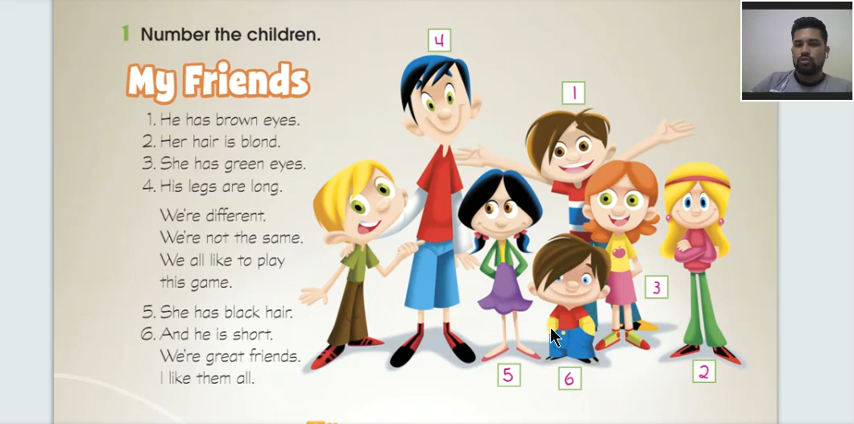 1 Number the children.
My Friends
1. He has brown eyes.
2. Her hair is blond.
3. She has green eyes.
4. His legs are long.
We're different.
We're not the same.
We all like to play
this game.
5. She has black hair.
6. And he is short.
We're great friends.
I like them all.
4
1
3
5
6
2